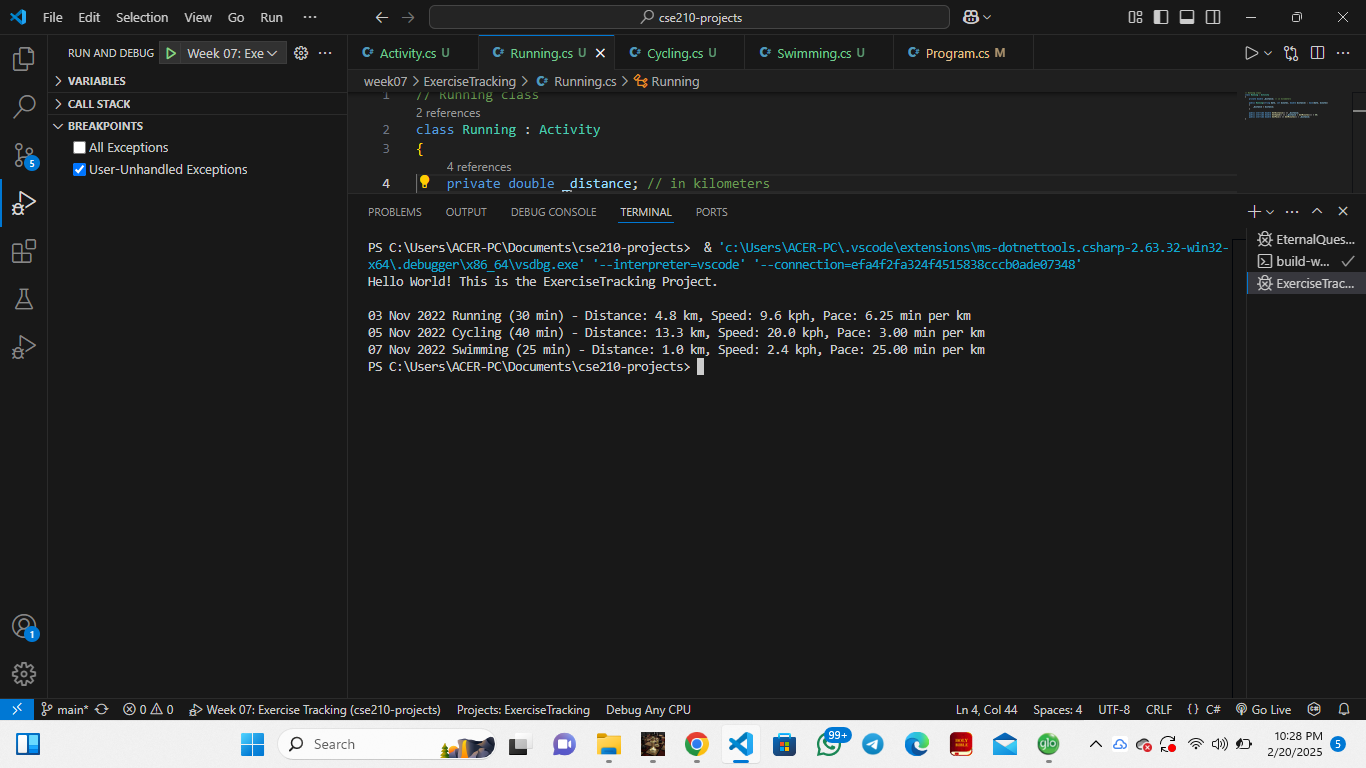 File Edit Selection View Go Run ··· cse210-projects
RUN AND DEBUG Week 07: Exe ···
VARIABLES
CALL STACK
BREAKPOINTS
All Exceptions
User-Unhandled Exceptions
5
1
C# Activity.cs U C# Running.cs U C# Cycling.cs U C# Swimming.cs U C# Program.cs M
week07 > ExerciseTracking > C# Running.cs > Running
1 // Running class
2 references
2 class Running : Activity
3 {
4 references
4 private double _distance; // in kilometers
PROBLEMS OUTPUT DEBUG CONSOLE TERMINAL PORTS
PS C:\Users\ACER-PC\Documents\cse210-projects> & 'c:\Users\ACER-PC\.vscode\extensions\ms-dotnettools.csharp-2.63.32-win32-
x64\.debugger\x86_64\vsdbg.exe' '--interpreter=vscode' '--connection=efa4f2fa324f4515838cccb0ade07348'
Hello World! This is the ExerciseTracking Project.
03 Nov 2022 Running (30 min) - Distance: 4.8 km, Speed: 9.6 kph, Pace: 6.25 min per km
05 Nov 2022 Cycling (40 min) - Distance: 13.3 km, Speed: 20.0 kph, Pace: 3.00 min per km
07 Nov 2022 Swimming (25 min) - Distance: 1.0 km, Speed: 2.4 kph, Pace: 25.00 min per km
PS C:\Users\ACER-PC\Documents\cse210-projects>
EternalQues...
build-w...
ExerciseTrac...
main* 0 0 Week 07: Exercise Tracking (cse210-projects) Projects: ExerciseTracking Debug Any CPU Ln 4, Col 44 Spaces: 4 UTF-8 CRLF {} C# Go Live
Search 99+ HOLY BIBLE glo 10:28 PM
2/20/2025 5